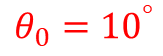 θ₀ = 10°